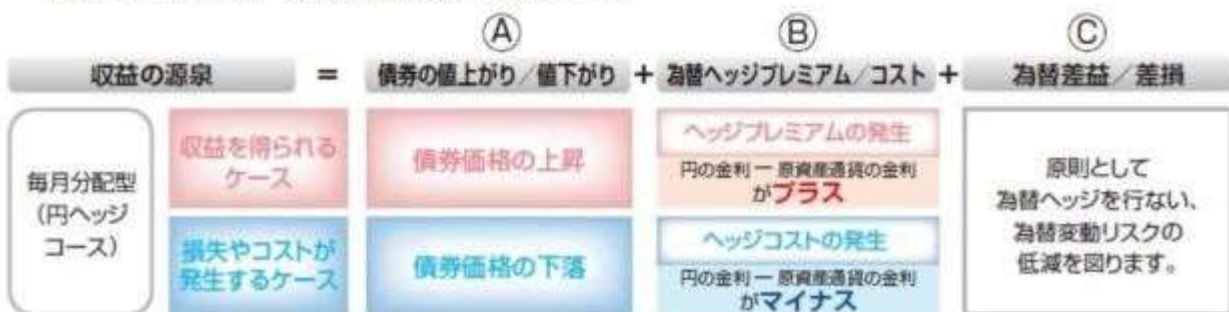 Ⓐ Ⓑ Ⓒ
収益の源泉 = 債券の値上がり／値下がり + 為替ヘッジプレミアム／コスト + 為替差益／差損
毎月分配型
（円ヘッジ
コース）
収益を得られる
ケース
債券価格の上昇
ヘッジプレミアムの発生
円の金利 ー 原資産通貨の金利
がプラス
損失やコストが
発生するケース
債券価格の下落
ヘッジコストの発生
円の金利 ー 原資産通貨の金利
がマイナス
原則として
為替ヘッジを行ない、
為替変動リスクの
低減を図ります。